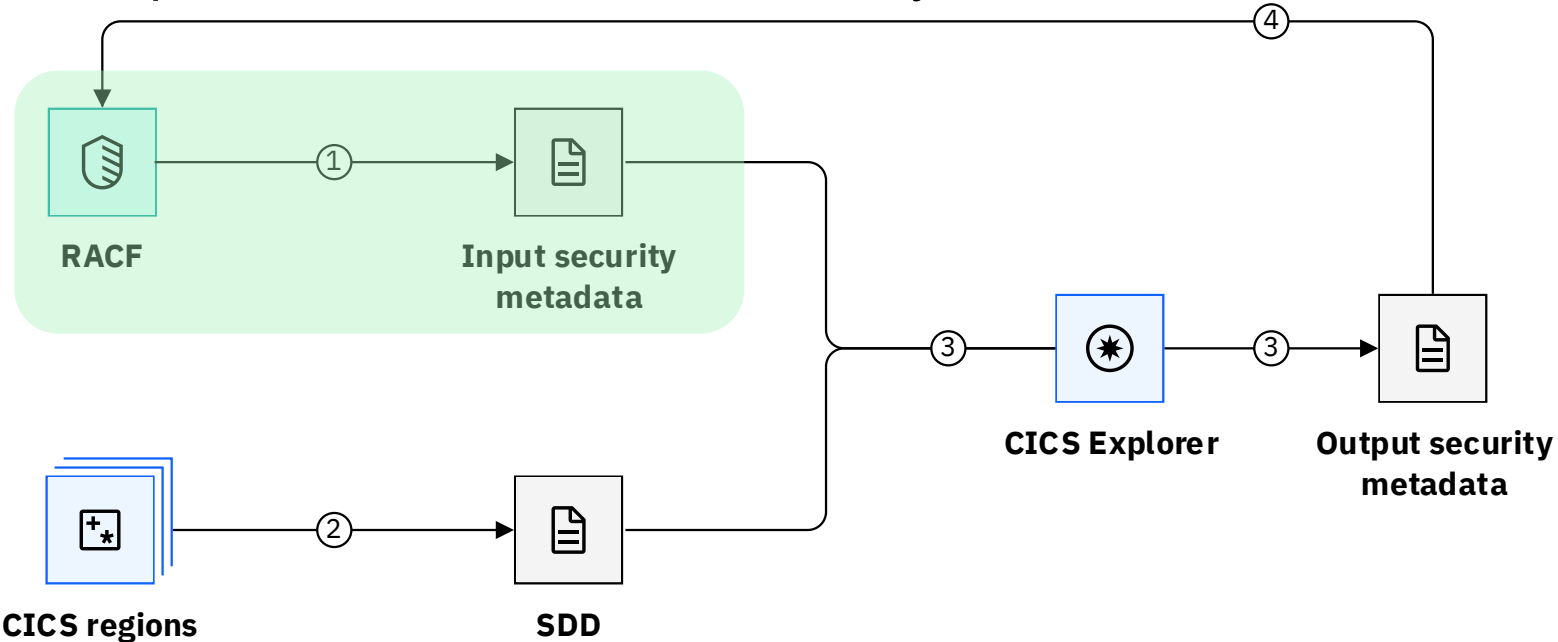 4
1
RACF
Input security
metadata
3
3
CICS Explorer
Output security
metadata
2
CICS regions
SDD